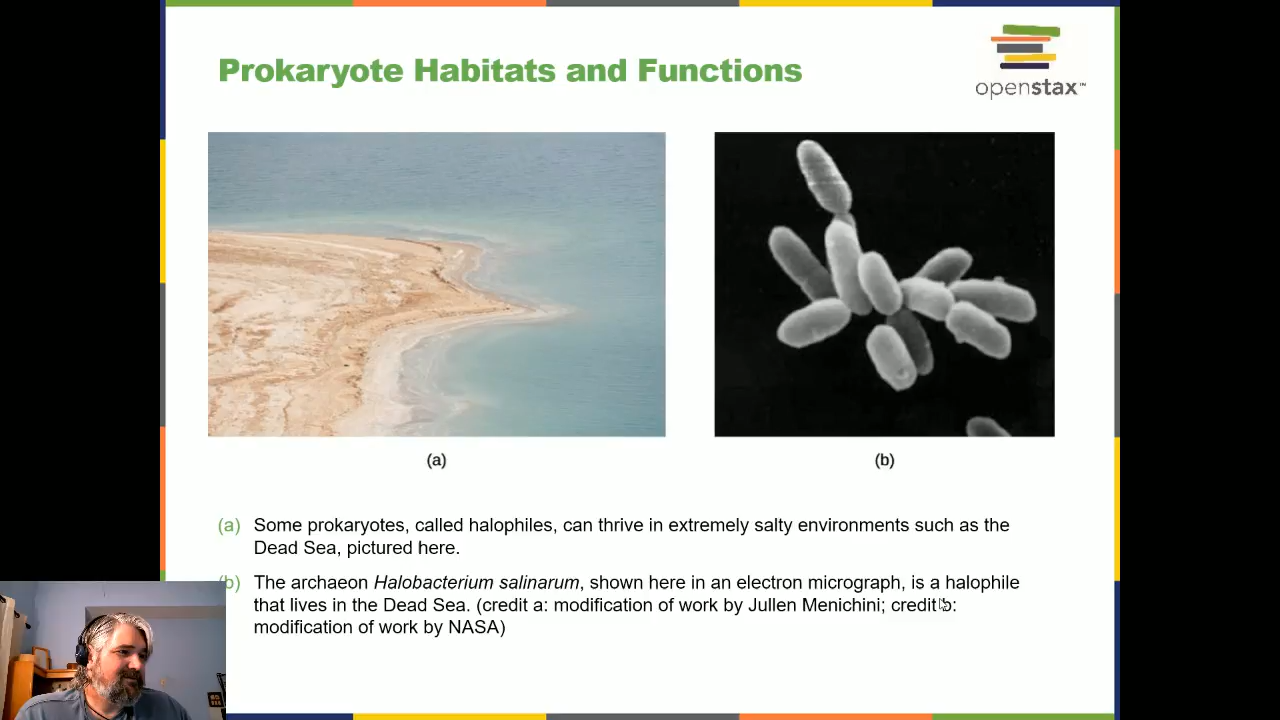 Prokaryote Habitats and Functions
openstax™
(a)
(b)
(a) Some prokaryotes, called halophiles, can thrive in extremely salty environments such as the
Dead Sea, pictured here.
(b) The archaeon Halobacterium salinarum, shown here in an electron micrograph, is a halophile
that lives in the Dead Sea. (credit a: modification of work by Jullen Menichini; credit b:
modification of work by NASA)